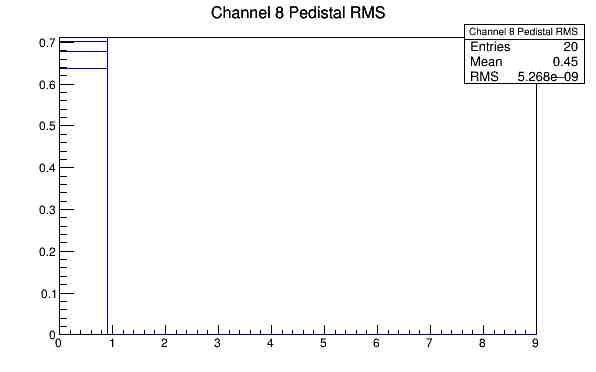 Channel 8 Pedistal RMS
Channel 8 Pedistal RMS
Entries 20
Mean 0.45
RMS 5.268e-09
0.7
0.6
0.5
0.4
0.3
0.2
0.1
0
0 1 2 3 4 5 6 7 8 9